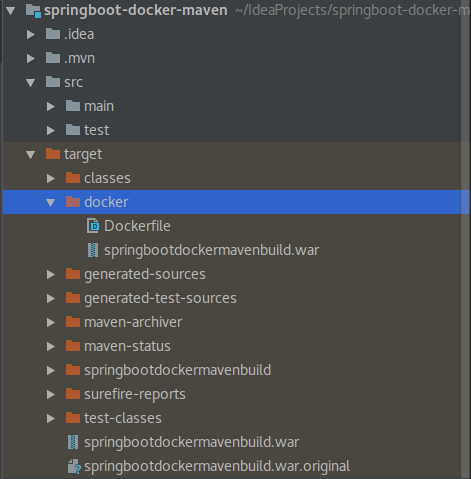 springboot-docker-maven ~/IdeaProjects/springboot-docker-m
.idea
.mvn
src
main
test
target
classes
docker
Dockerfile
springbootdockermavenbuild.war
generated-sources
generated-test-sources
maven-archiver
maven-status
springbootdockermavenbuild
surefire-reports
test-classes
springbootdockermavenbuild.war
springbootdockermavenbuild.war.original